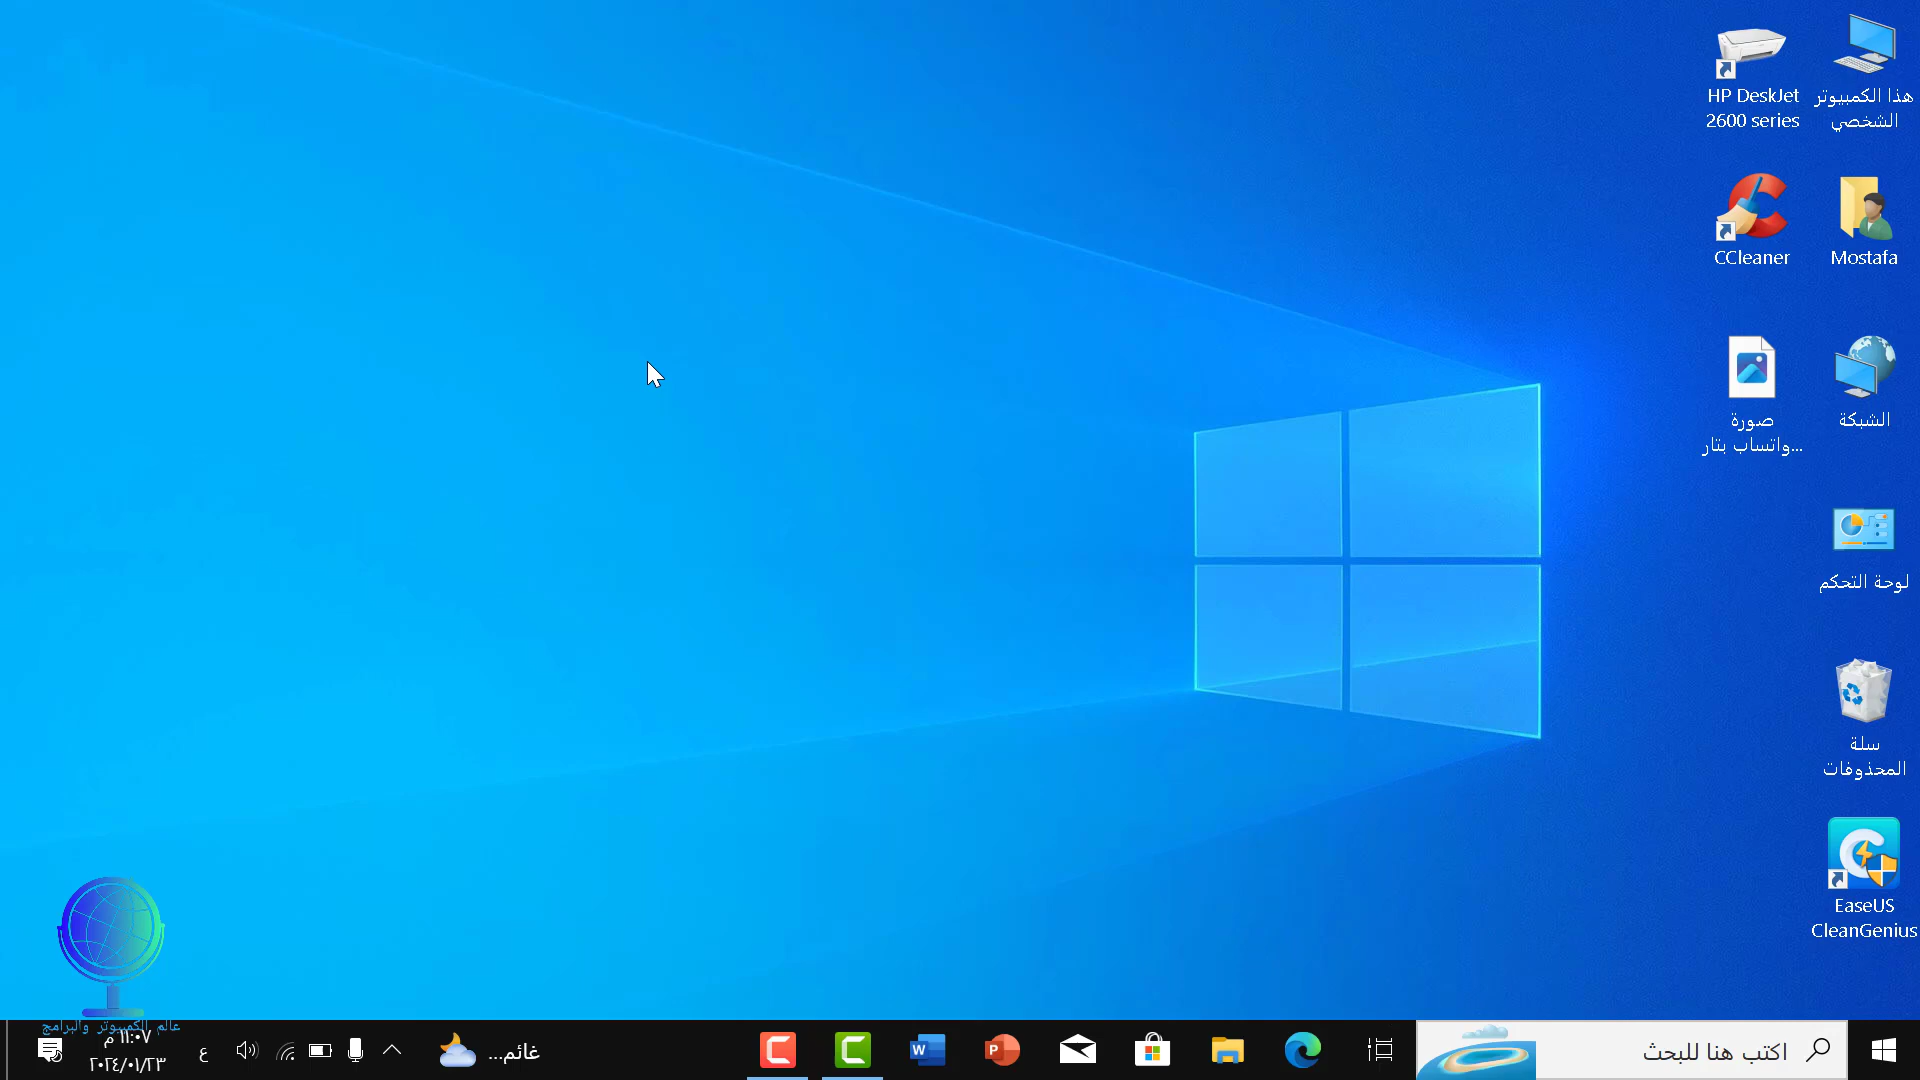 هذا الكمبيوتر
الشخصي
HP DeskJet
2600 series
Mostafa
CCleaner
الشبكة
صورة
واتساب بتار...
لوحة التحكم
سلة
المحذوفات
EaseUS
CleanGenius
عالم الكمبيوتر والبرامج
اكتب هنا للبحث
غائم...
ع
١١:٠٧ م
٢٠٢٤/٠١/٢٣